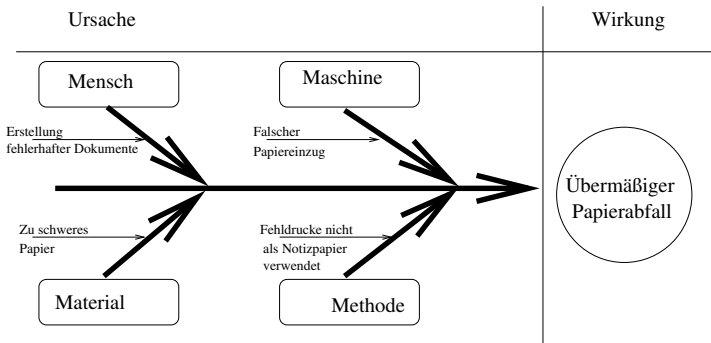 Ursache
Wirkung
Mensch
Maschine
Erstellung
fehlerhafter Dokumente
Falscher
Papiereinzug
Übermäßiger
Papierabfall
Zu schweres
Papier
Fehldrucke nicht
als Notizpapier
verwendet
Material
Methode